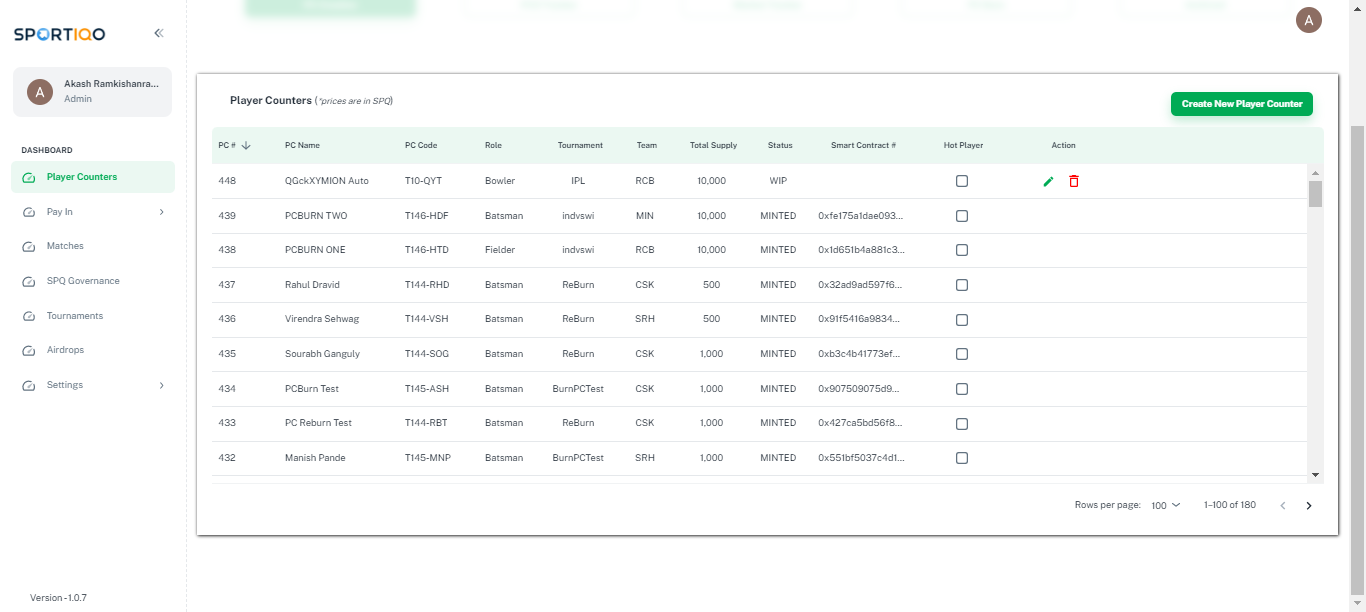 SPORTIQO
A
A
Akash Ramkishanra...
Admin
DASHBOARD
Player Counters
Pay In
Matches
SPQ Governance
Tournaments
Airdrops
Settings
Version -1.0.7
Player Counters (*prices are in SPQ)
Create New Player Counter
PC # PC Name PC Code Role Tournament Team Total Supply Status Smart Contract # Hot Player Action
448 QGckXYMION Auto T10-QYT Bowler IPL RCB 10,000 WIP
439 PCBURN TWO T146-HDF Batsman indvswi MIN 10,000 MINTED 0xfe175a1dae093...
438 PCBURN ONE T146-HTD Fielder indvswi RCB 10,000 MINTED 0x1d651b4a881c3...
437 Rahul Dravid T144-RHD Batsman ReBurn CSK 500 MINTED 0x32ad9ad597f6...
436 Virendra Sehwag T144-VSH Batsman ReBurn SRH 500 MINTED 0x91f5416a9834...
435 Sourabh Ganguly T144-SOG Batsman ReBurn CSK 1,000 MINTED 0xb3c4b41773ef...
434 PCBurn Test T145-ASH Batsman BurnPCTest CSK 1,000 MINTED 0x907509075d9...
433 PC Reburn Test T144-RBT Batsman ReBurn CSK 1,000 MINTED 0x427ca5bd56f8...
432 Manish Pande T145-MNP Batsman BurnPCTest SRH 1,000 MINTED 0x551bf5037c4d1...
Rows per page: 100 1–100 of 180